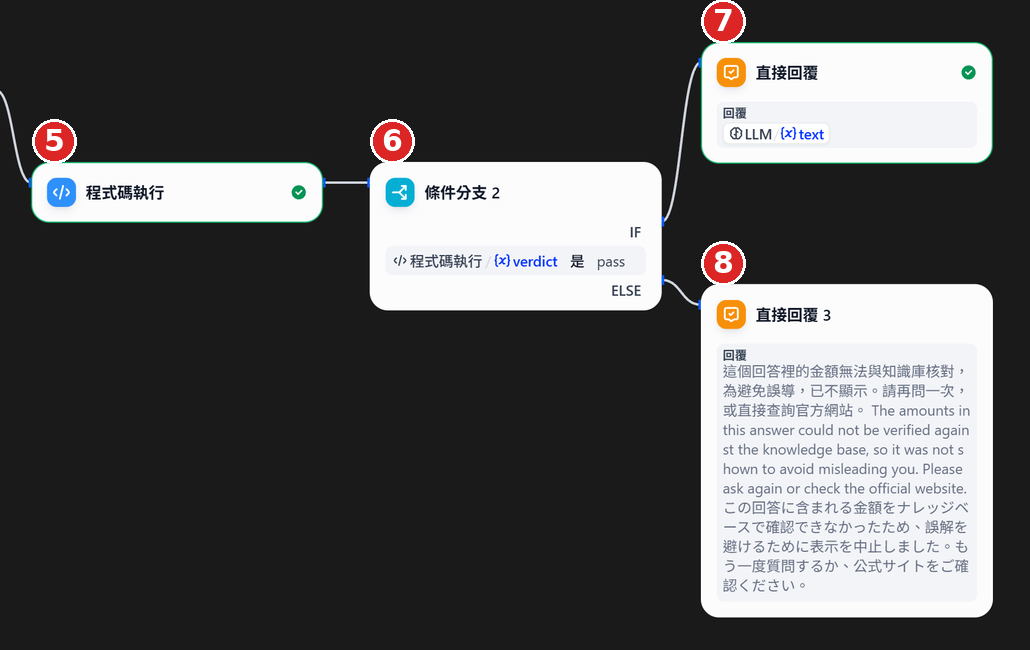 5
程式碼執行
6
條件分支 2
IF
程式碼執行 / {x} verdict 是 pass
ELSE
7
直接回覆
回覆
LLM / {x} text
8
直接回覆 3
回覆
這個回答裡的金額無法與知識庫核對，
為避免誤導，已不顯示。請再問一次，
或直接查詢官方網站。 The amounts in
this answer could not be verified again
st the knowledge base, so it was not s
hown to avoid misleading you. Please
ask again or check the official website.
この回答に含まれる金額をナレッジベ
ースで確認できなかったため、誤解を
避けるために表示を中止しました。も
う一度質問するか、公式サイトをご確
認ください。